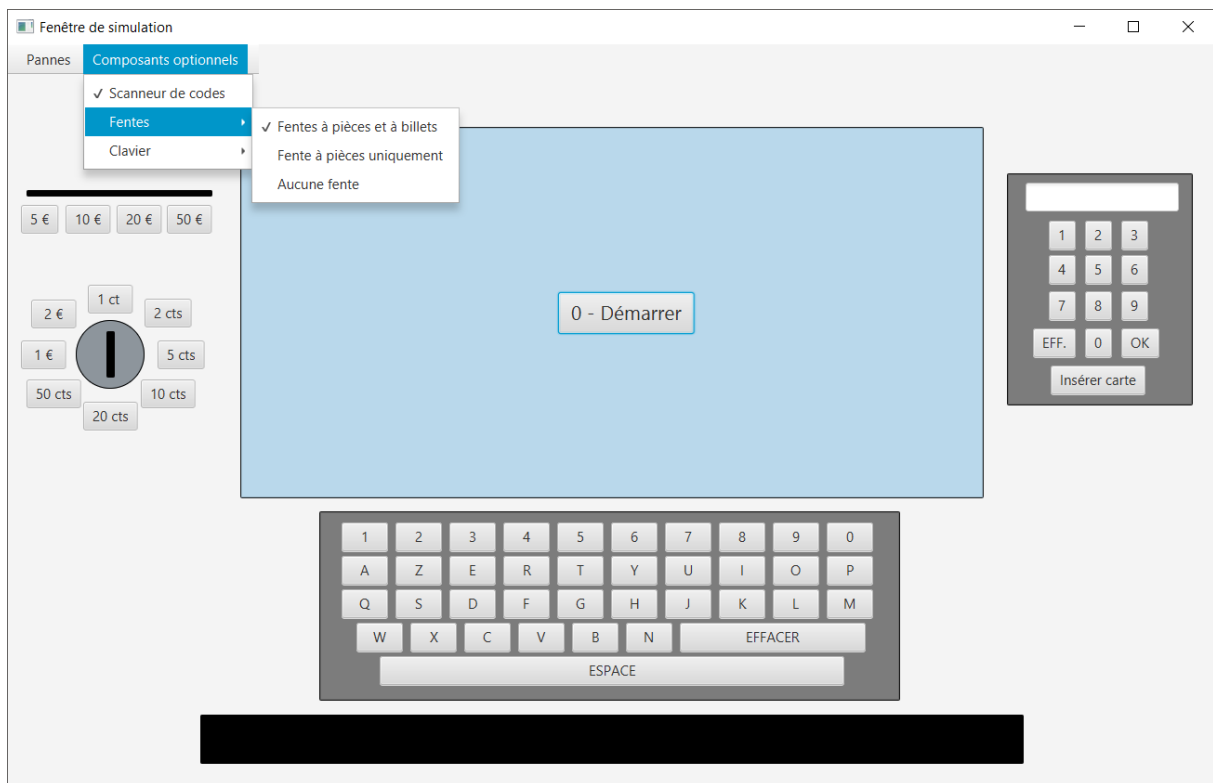 Fenêtre de simulation
Pannes Composants optionnels
✓ Scanneur de codes
Fentes
Clavier
✓ Fentes à pièces et à billets
Fente à pièces uniquement
Aucune fente
5 € 10 € 20 € 50 €
1 ct
2 € 2 cts
1 € 5 cts
50 cts 10 cts
20 cts
0 - Démarrer
1 2 3
4 5 6
7 8 9
EFF. 0 OK
Insérer carte
1 2 3 4 5 6 7 8 9 0
A Z E R T Y U I O P
Q S D F G H J K L M
W X C V B N EFFACER
ESPACE